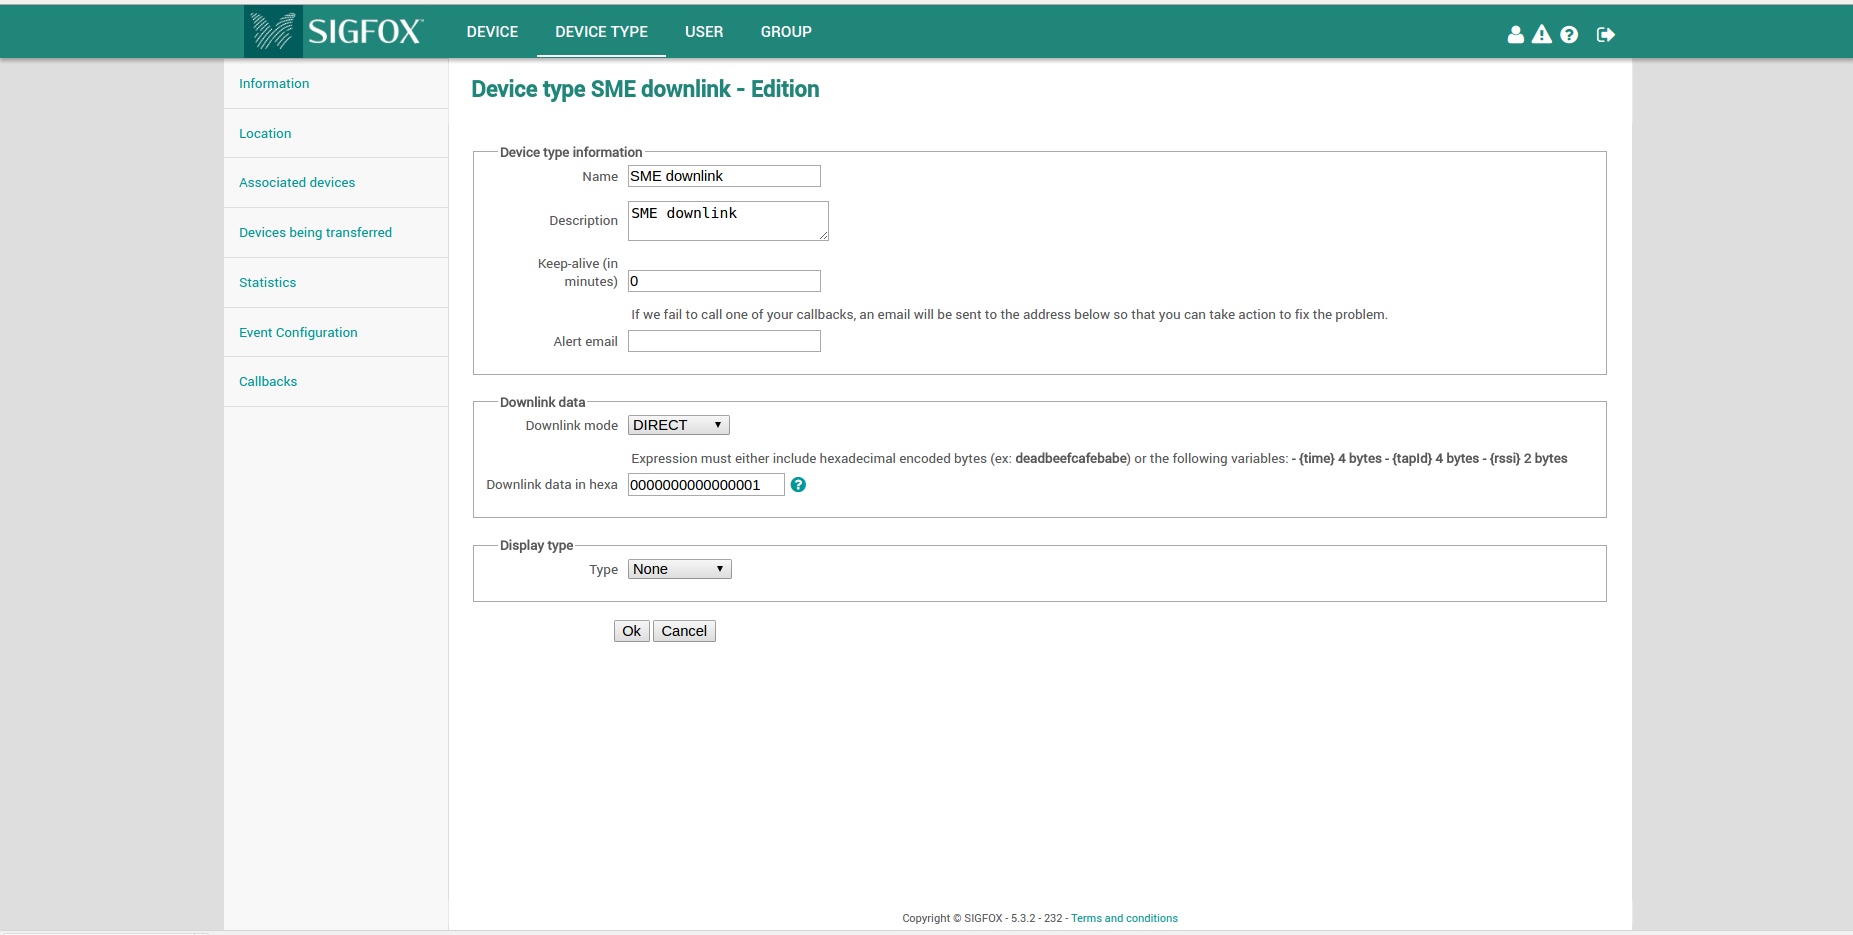 SIGFOX
DEVICE DEVICE TYPE USER GROUP
Information
Location
Associated devices
Devices being transferred
Statistics
Event Configuration
Callbacks
Device type SME downlink - Edition
Device type information
Name SME downlink
Description SME downlink
Keep-alive (in
minutes) 0
If we fail to call one of your callbacks, an email will be sent to the address below so that you can take action to fix the problem.
Alert email
Downlink data
Downlink mode DIRECT
Expression must either include hexadecimal encoded bytes (ex: deadbeefcafebabe) or the following variables: - {time} 4 bytes - {tapId} 4 bytes - {rssi} 2 bytes
Downlink data in hexa 0000000000000001 ?
Display type
Type None
Ok Cancel
Copyright © SIGFOX - 5.3.2 - 232 - Terms and conditions